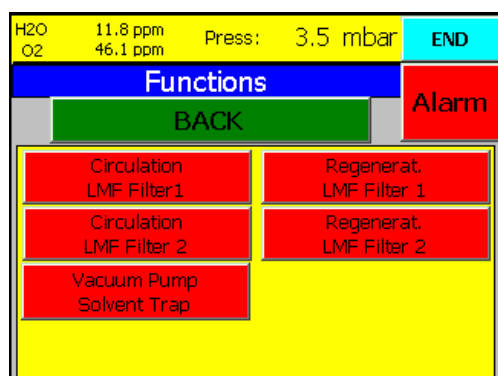 H2O 11.8 ppm Press: 3.5 mbar END
O2 46.1 ppm
Functions
Alarm
BACK
Circulation
LMF Filter1
Regenerat.
LMF Filter 1
Circulation
LMF Filter 2
Regenerat.
LMF Filter 2
Vacuum Pump
Solvent Trap